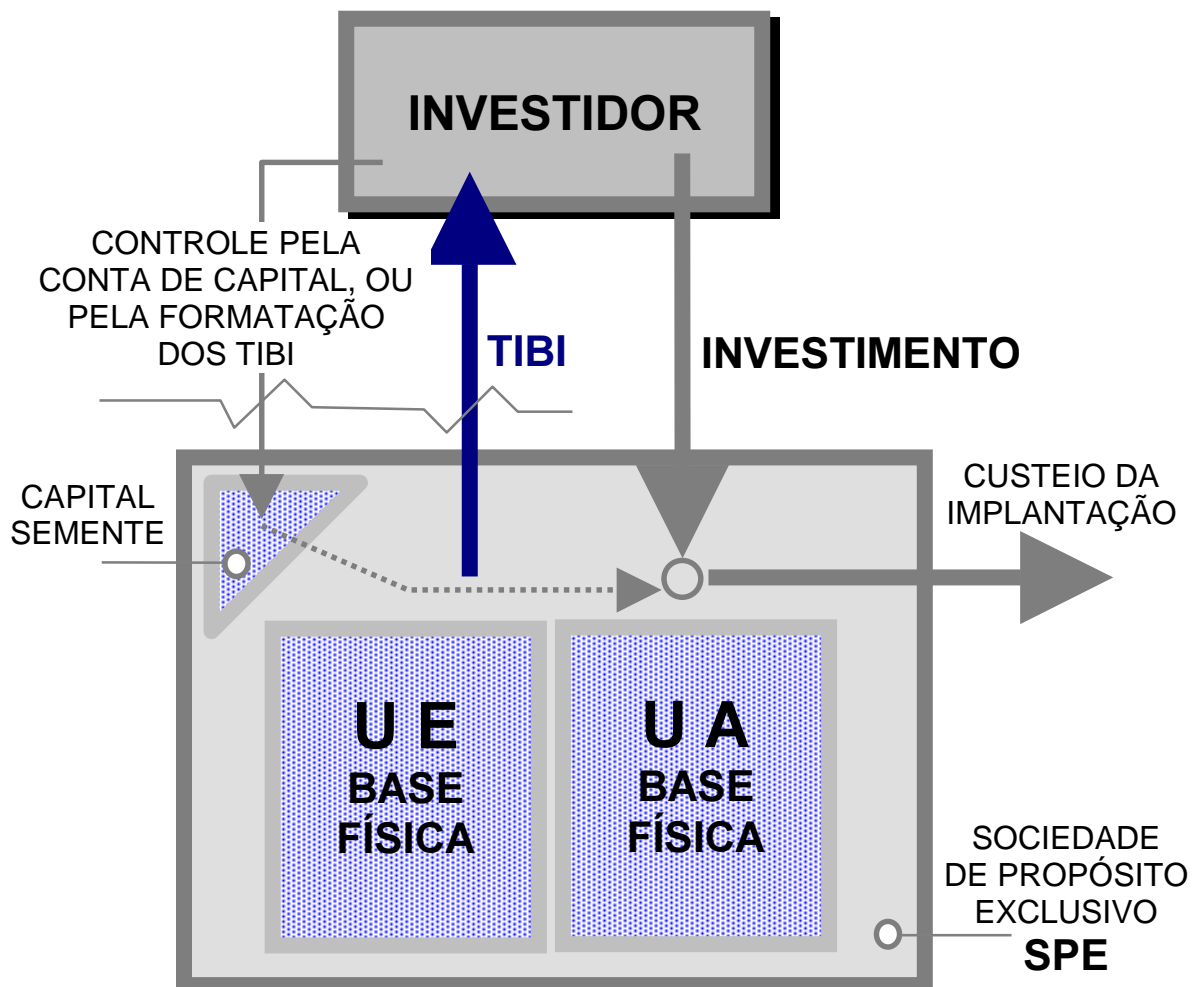 INVESTIDOR
CONTROLE PELA
CONTA DE CAPITAL, OU
PELA FORMATAÇÃO
DOS TIBI
TIBI
INVESTIMENTO
CAPITAL
SEMENTE
CUSTEIO DA
IMPLANTAÇÃO
U E
BASE
FÍSICA
U A
BASE
FÍSICA
SOCIEDADE
DE PROPÓSITO
EXCLUSIVO
SPE